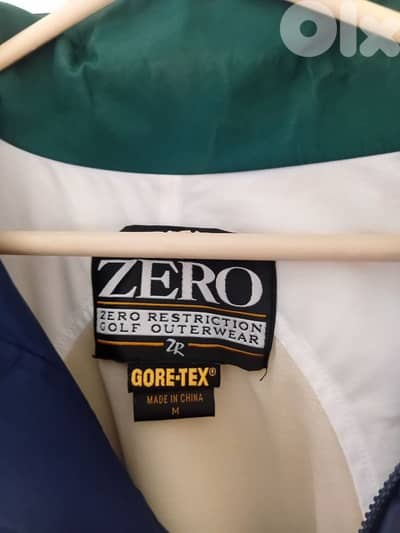 OLX
ZERO
ZERO RESTRICTION
GOLF OUTERWEAR
ZR
GORE-TEX®
MADE IN CHINA
M